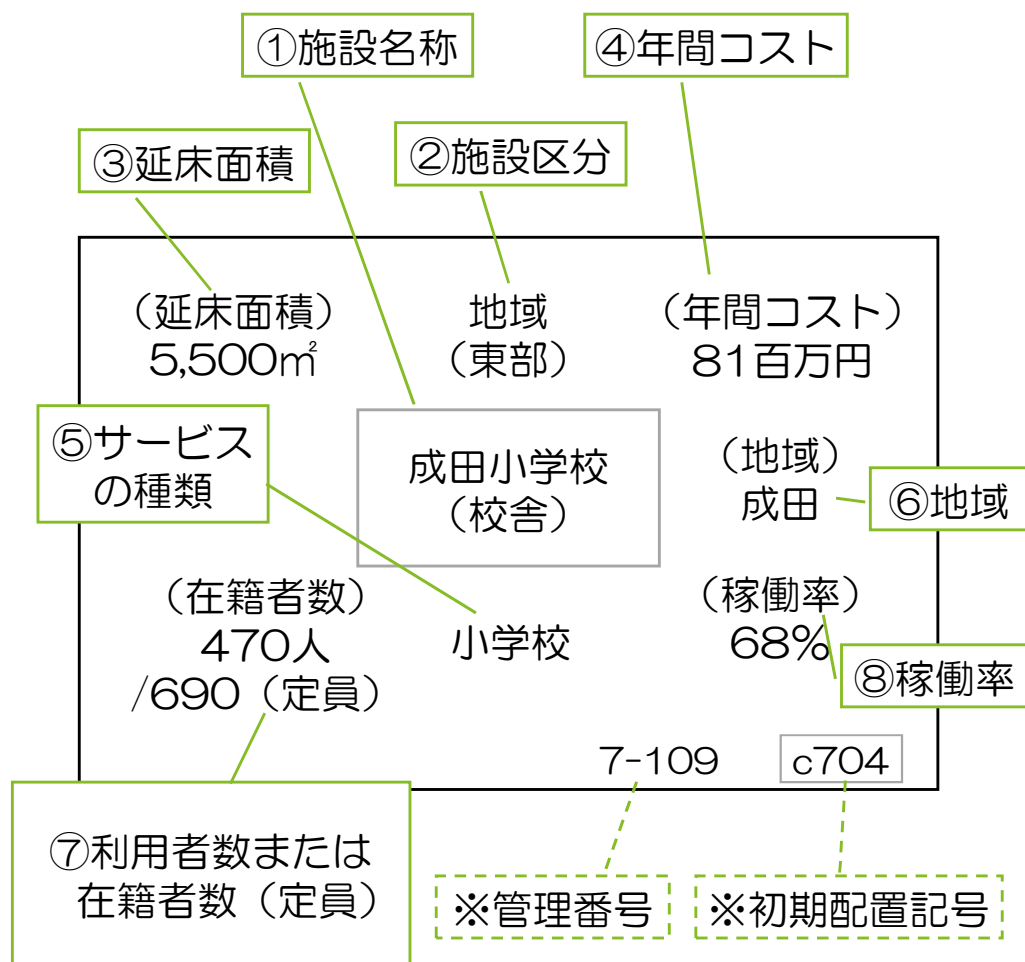 ①施設名称
④年間コスト
③延床面積
②施設区分
（延床面積）
5,500㎡
地域
（東部）
（年間コスト）
81百万円
⑤サービス
の種類
成田小学校
（校舎）
（地域）
成田
⑥地域
（在籍者数）
470人
/690（定員）
小学校
（稼働率）
68%
⑧稼働率
7-109
c704
⑦利用者数または
在籍者数（定員）
※管理番号
※初期配置記号